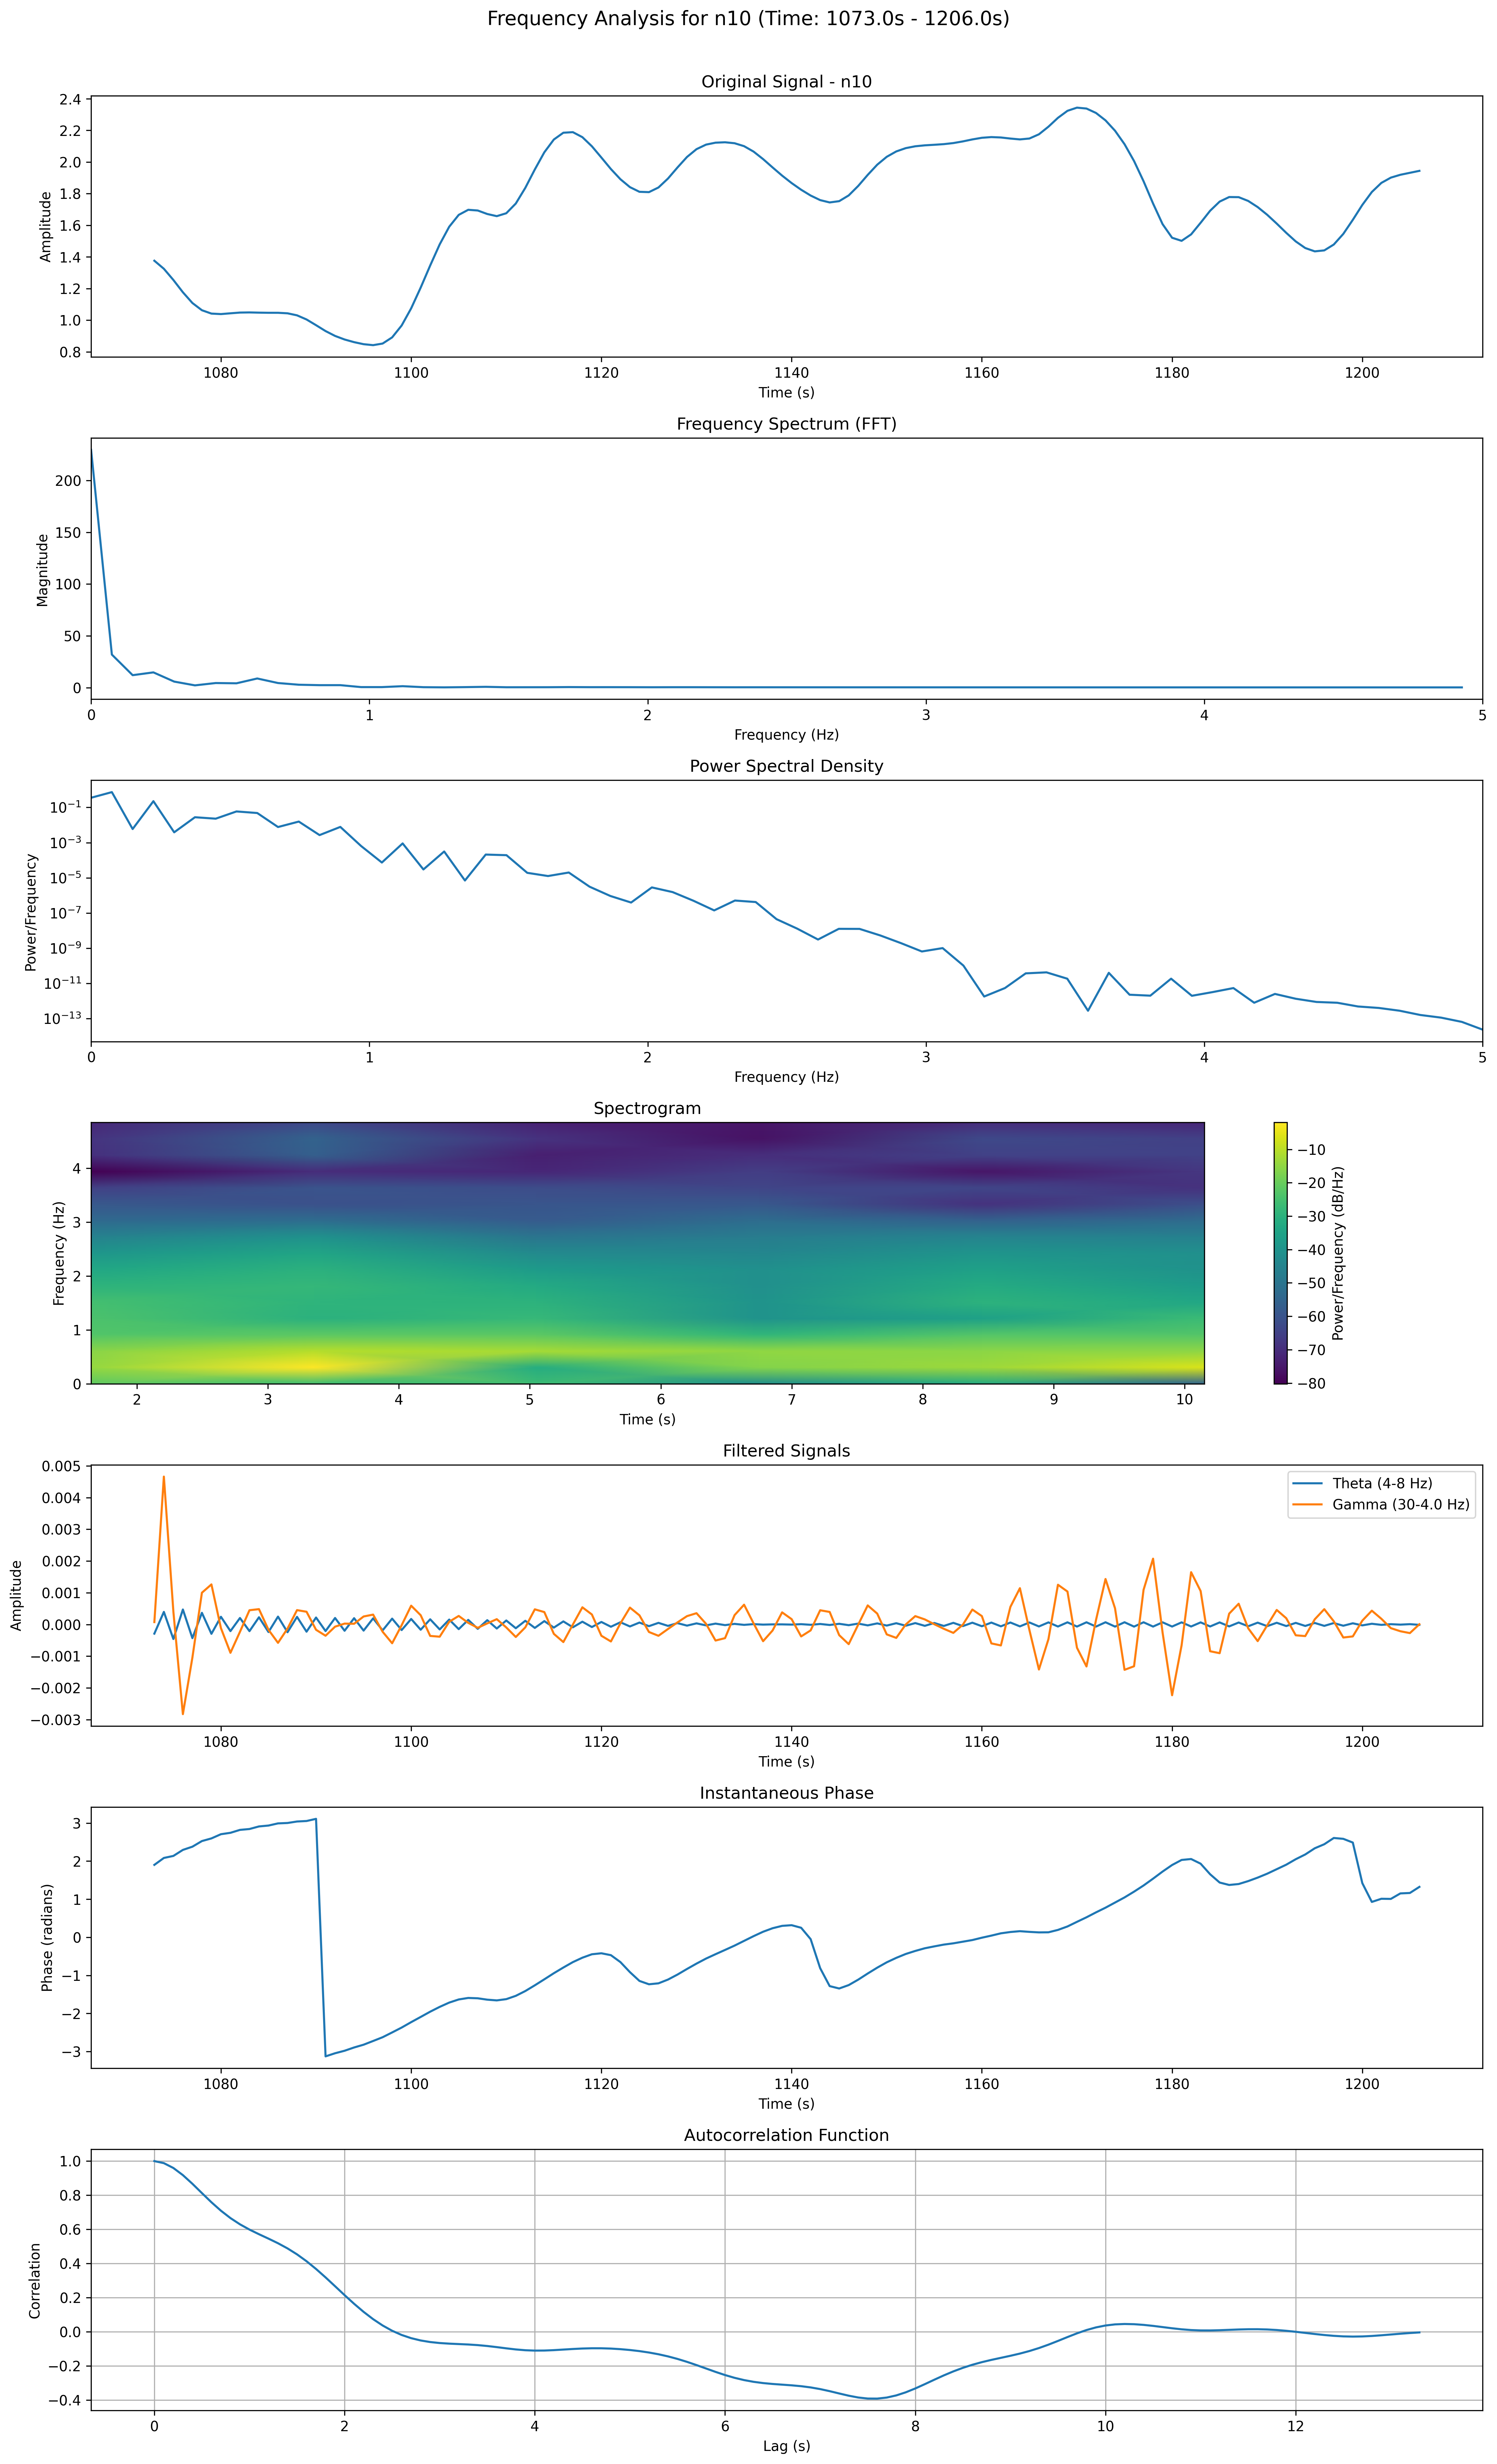 Frequency Analysis for n10 (Time: 1073.0s - 1206.0s)
Original Signal - n10
2.4
2.2
2.0
1.8
1.6
1.4
1.2
1.0
0.8
Amplitude
1080 1100 1120 1140 1160 1180 1200
Time (s)
Frequency Spectrum (FFT)
200
150
100
50
0
Magnitude
0 1 2 3 4 5
Frequency (Hz)
Power Spectral Density
10⁻¹
10⁻³
10⁻⁵
10⁻⁷
10⁻⁹
10⁻¹¹
10⁻¹³
Power/Frequency
0 1 2 3 4 5
Frequency (Hz)
Spectrogram
4
3
2
1
0
Frequency (Hz)
2 3 4 5 6 7 8 9 10
Time (s)
−10
−20
−30
−40
−50
−60
−70
−80
Power/Frequency (dB/Hz)
Filtered Signals
0.005
0.004
0.003
0.002
0.001
0.000
−0.001
−0.002
−0.003
Amplitude
Theta (4-8 Hz)
Gamma (30-4.0 Hz)
1080 1100 1120 1140 1160 1180 1200
Time (s)
Instantaneous Phase
3
2
1
0
−1
−2
−3
Phase (radians)
1080 1100 1120 1140 1160 1180 1200
Time (s)
Autocorrelation Function
1.0
0.8
0.6
0.4
0.2
0.0
−0.2
−0.4
Correlation
0 2 4 6 8 10 12
Lag (s)